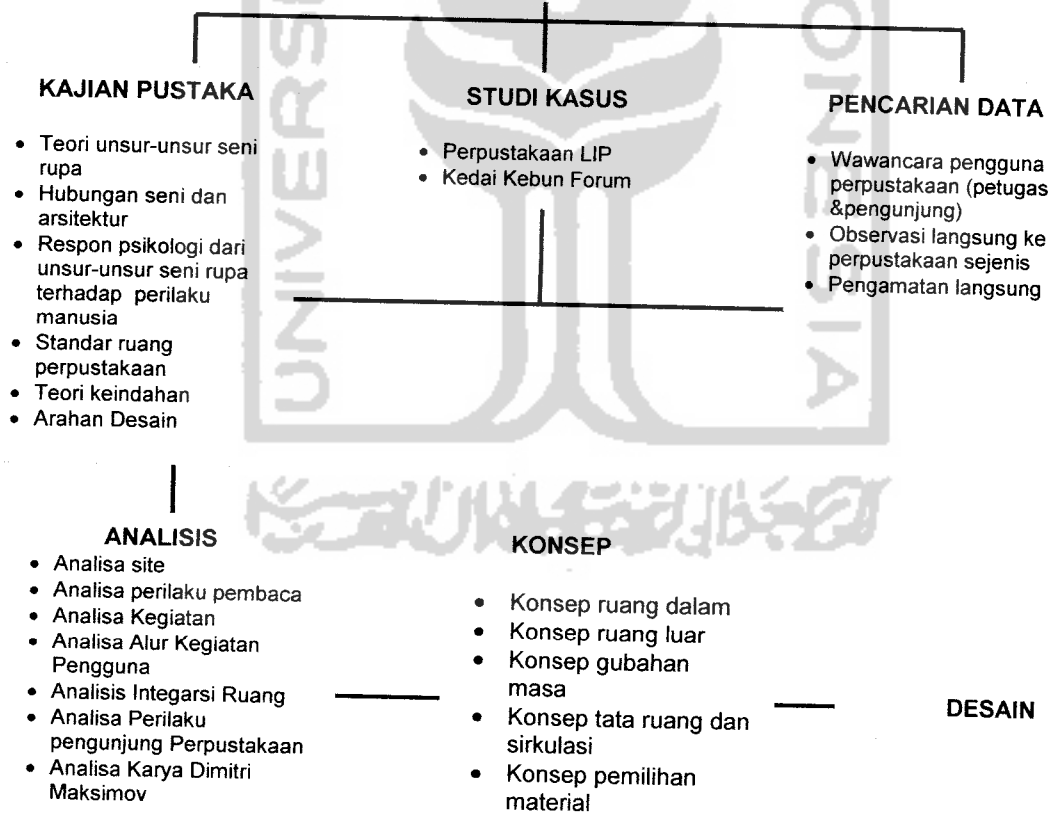 KAJIAN PUSTAKA
• Teori unsur-unsur seni
rupa
• Hubungan seni dan
arsitektur
• Respon psikologi dari
unsur-unsur seni rupa
terhadap perilaku
manusia
• Standar ruang
perpustakaan
• Teori keindahan
• Arahan Desain
STUDI KASUS
• Perpustakaan LIP
• Kedai Kebun Forum
PENCARIAN DATA
• Wawancara pengguna
perpustakaan (petugas
&pengunjung)
• Observasi langsung ke
perpustakaan sejenis
• Pengamatan langsung
ANALISIS
• Analisa site
• Analisa perilaku pembaca
• Analisa Kegiatan
• Analisa Alur Kegiatan
Pengguna
• Analisis Integarsi Ruang
• Analisa Perilaku
pengunjung Perpustakaan
• Analisa Karya Dimitri
Maksimov
KONSEP
• Konsep ruang dalam
• Konsep ruang luar
• Konsep gubahan
masa
• Konsep tata ruang dan
sirkulasi
• Konsep pemilihan
material
DESAIN